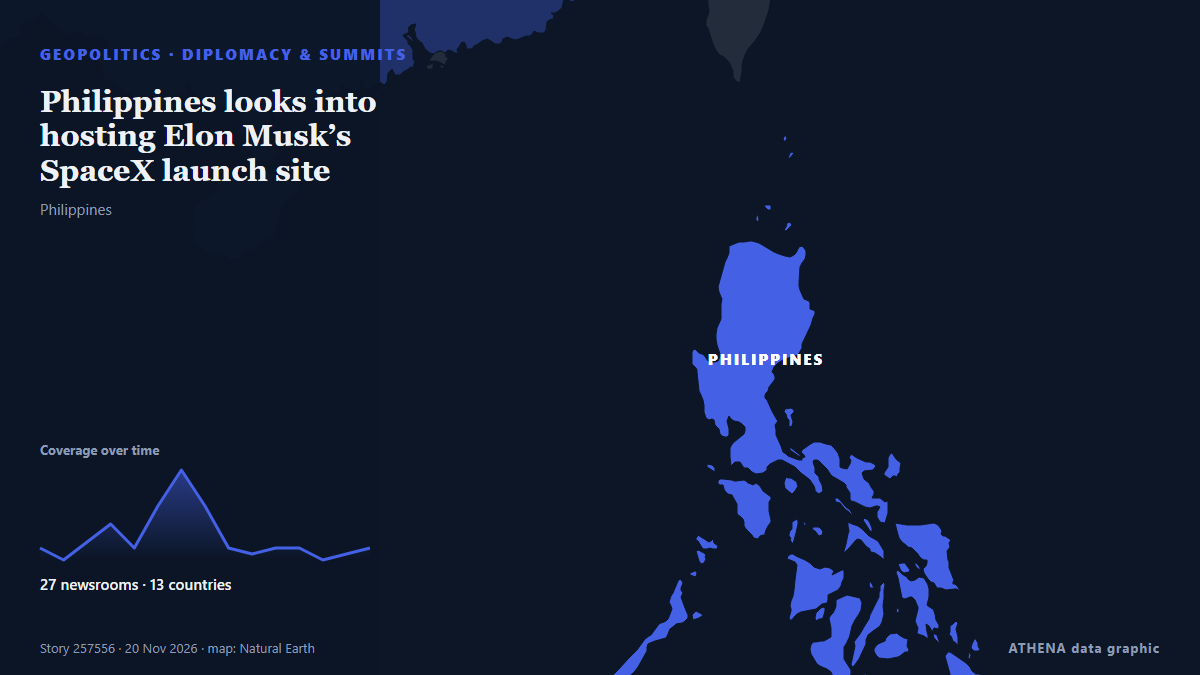 GEOPOLITICS · DIPLOMACY & SUMMITS
Philippines looks into
hosting Elon Musk’s
SpaceX launch site
Philippines
PHILIPPINES
Coverage over time
27 newsrooms · 13 countries
Story 257556 · 20 Nov 2026 · map: Natural Earth
ATHENA data graphic